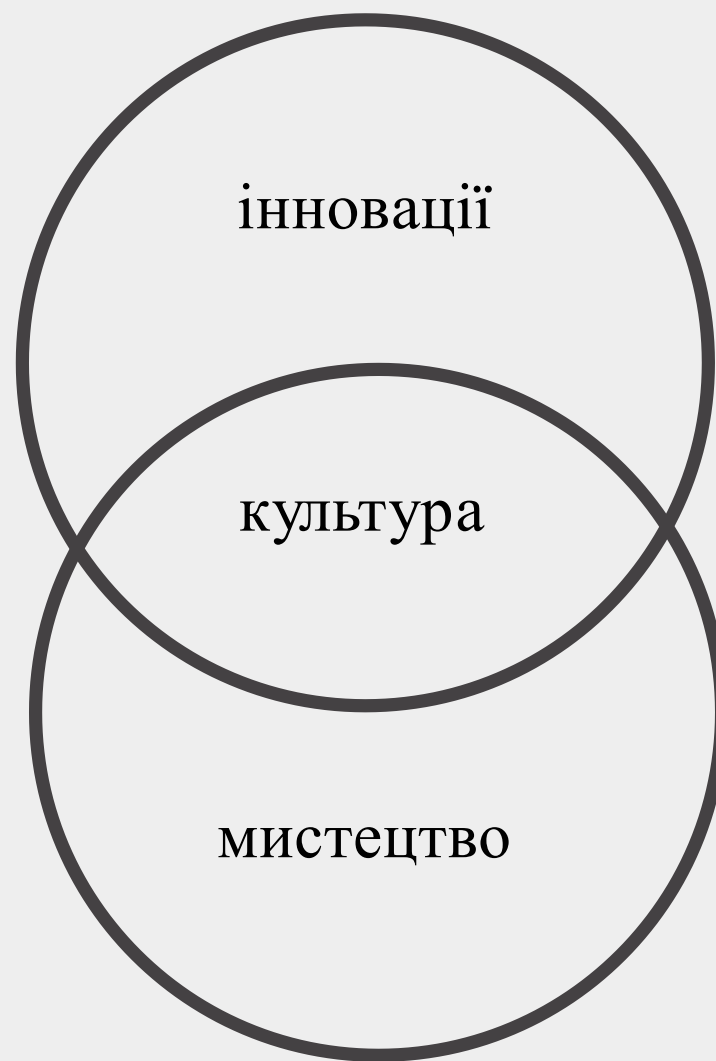 інновації
культура
мистецтво